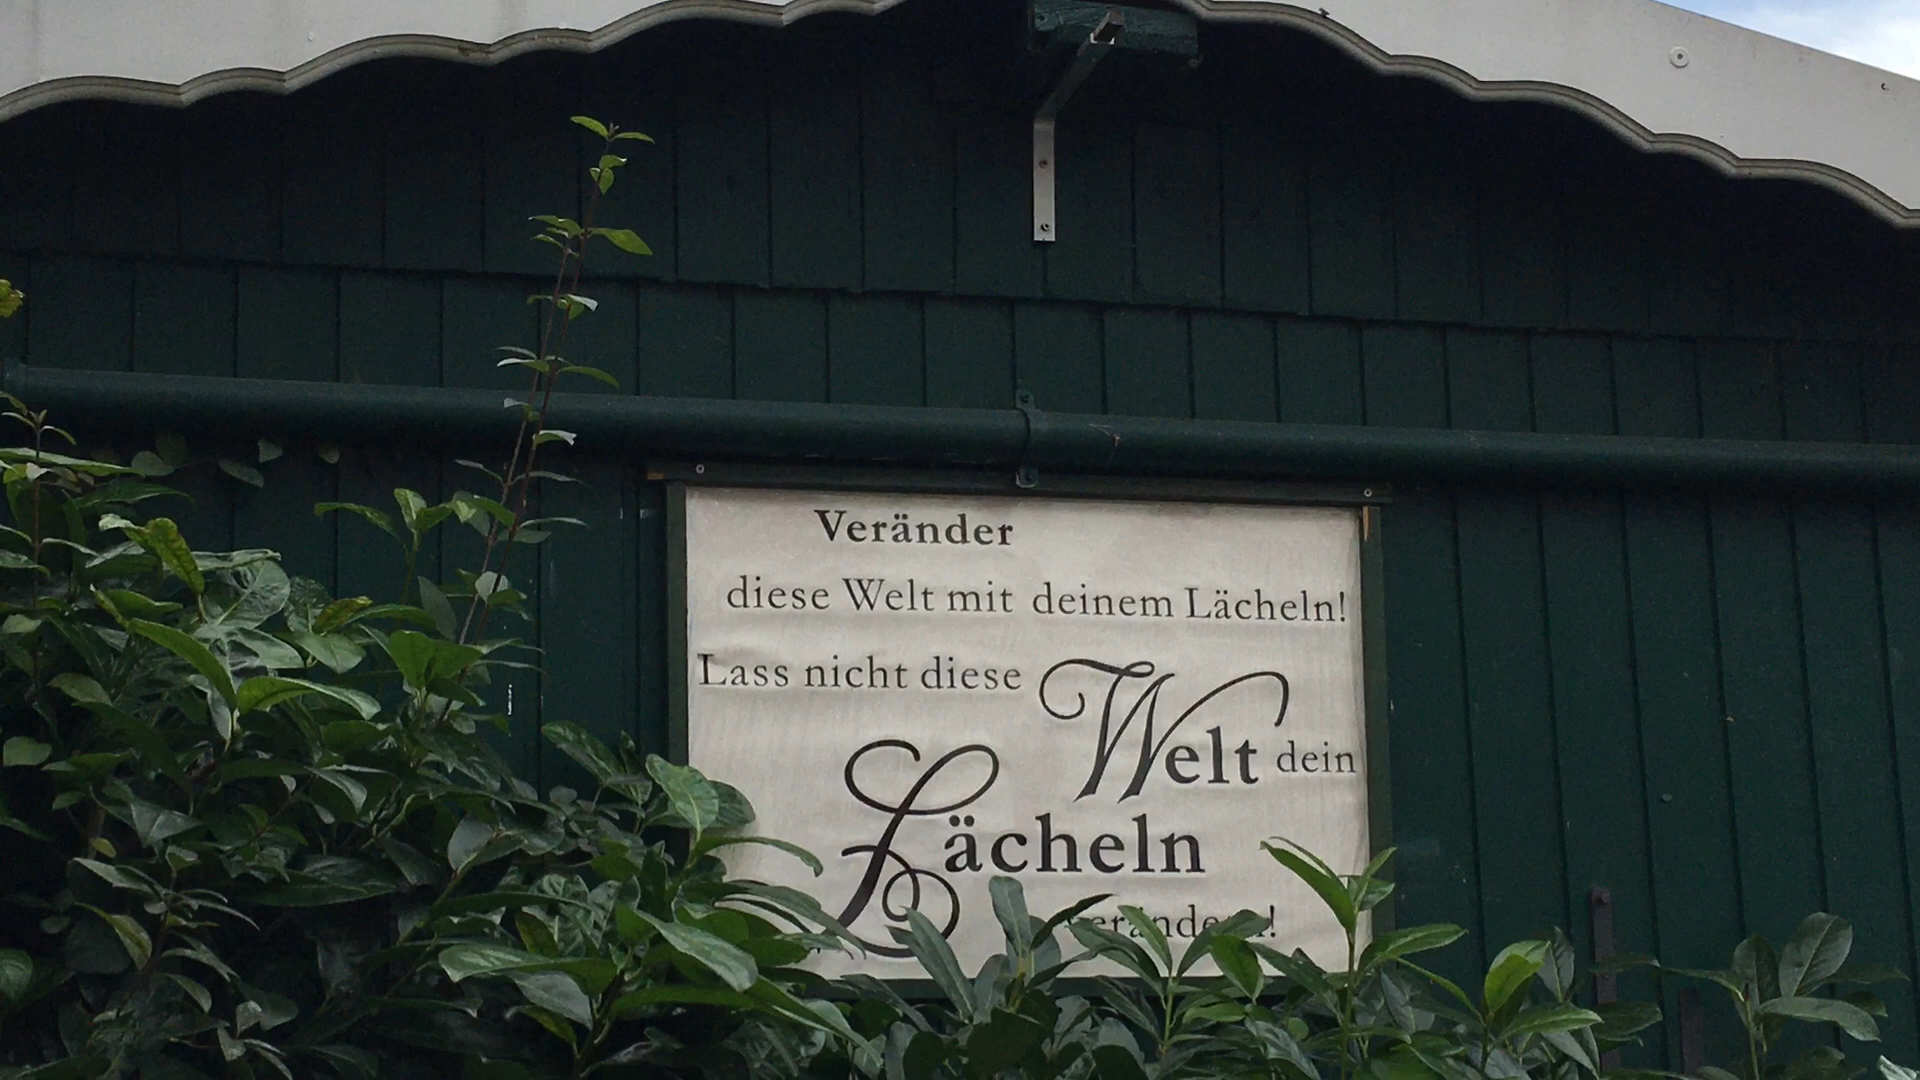 Veränder
diese Welt mit deinem Lächeln!
Lass nicht diese Welt dein
Lächeln
verändern!